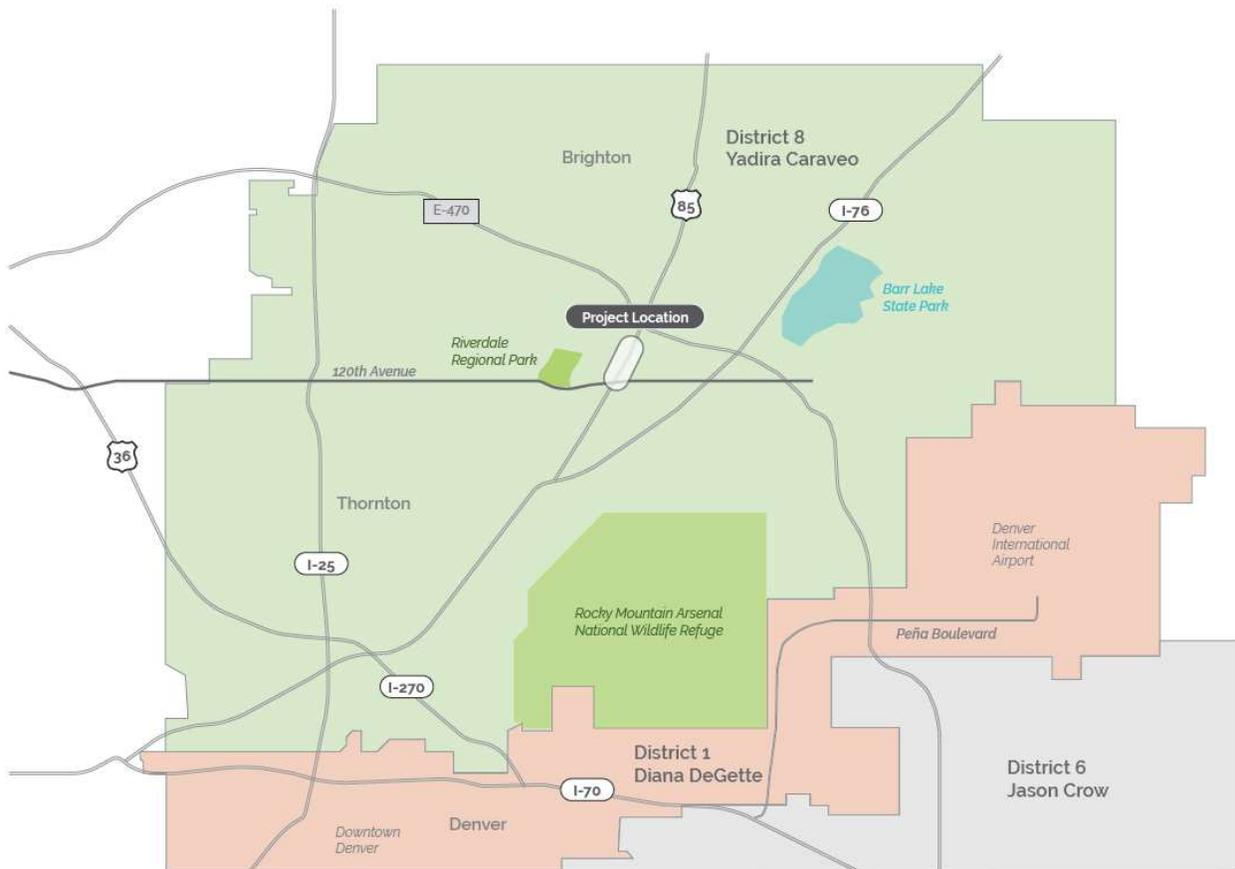 District 8
Yadira Caraveo
Brighton
85
E-470
I-76
Barr Lake
State Park
Project Location
Riverdale
Regional Park
120th Avenue
36
Thornton
Denver
International
Airport
I-25
Rocky Mountain Arsenal
National Wildlife Refuge
Peña Boulevard
I-270
District 1
Diana DeGette
District 6
Jason Crow
I-70
Denver
Downtown
Denver